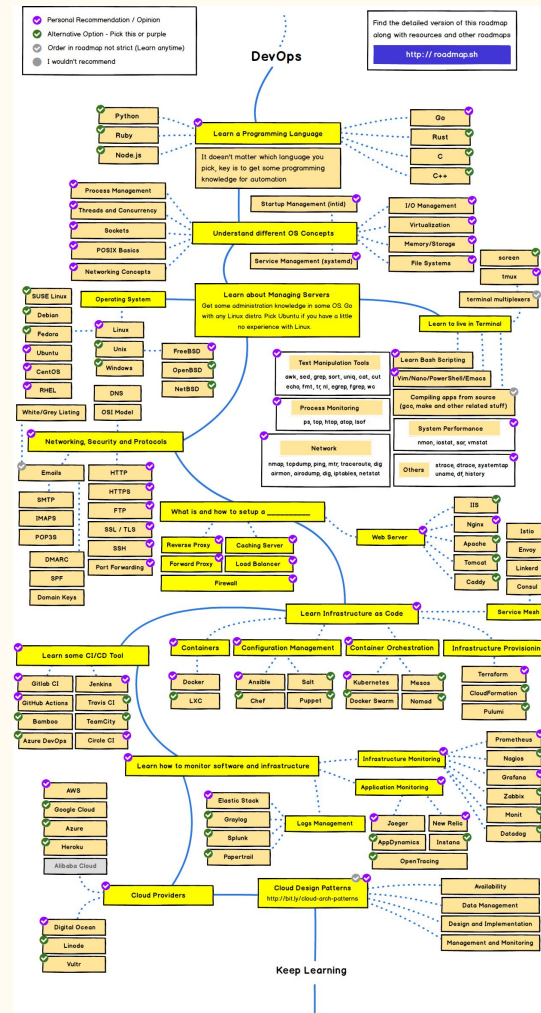 Personal Recommendation / Opinion
Alternative Option - Pick this or purple
Order in roadmap not strict (Learn anytime)
I wouldn't recommend
Find the detailed version of this roadmap
along with resources and other roadmaps
http:// roadmap.sh
DevOps
Python
Ruby
Node.js
Learn a Programming Language
It doesn't matter which language you
pick, key is to get some programming
knowledge for automation
Go
Rust
C
C++
Process Management
Threads and Concurrency
Sockets
POSIX Basics
Networking Concepts
Startup Management (intid)
Understand different OS Concepts
Service Management (systemd)
I/O Management
Virtualization
Memory/Storage
File Systems
screen
tmux
terminal multiplexers
Learn about Managing Servers
Get some administration knowledge in some OS. Go
with any Linux distro. Pick Ubuntu if you have a little
no experience with Linux.
Operating System
SUSE Linux
Debian
Fedora
Ubuntu
CentOS
RHEL
Linux
Unix
Windows
FreeBSD
OpenBSD
NetBSD
Learn to live in Terminal
Learn Bash Scripting
Vim/Nano/PowerShell/Emacs
Compiling apps from source
(gcc, make and other related stuff)
Text Manipulation Tools
awk, sed, grep, sort, uniq, cat, cut
echo, fmt, tr, nl, egrep, fgrep, wc
Process Monitoring
ps, top, htop, atop, lsof
System Performance
nmon, iostat, sar, vmstat
Network
nmap, tcpdump, ping, mtr, traceroute, dig
airmon, airodump, dig, iptables, netstat
Others
strace, dtrace, systemtap
uname, df, history
DNS
OSI Model
White/Grey Listing
Networking, Security and Protocols
Emails
SMTP
IMAPS
POP3S
DMARC
SPF
Domain Keys
HTTP
HTTPS
FTP
SSL / TLS
SSH
Port Forwarding
What is and how to setup a ___________
Reverse Proxy
Caching Server
Forward Proxy
Load Balancer
Firewall
Web Server
IIS
Nginx
Apache
Tomcat
Caddy
Istio
Envoy
Linkerd
Consul
Service Mesh
Learn Infrastructure as Code
Containers
Docker
LXC
Configuration Management
Ansible
Salt
Chef
Puppet
Container Orchestration
Kubernetes
Mesos
Docker Swarm
Nomad
Infrastructure Provisionin
Terraform
CloudFormation
Pulumi
Learn some CI/CD Tool
Gitlab CI
Jenkins
GitHub Actions
Travis CI
Bamboo
TeamCity
Azure DevOps
Circle CI
Learn how to monitor software and infrastructure
Infrastructure Monitoring
Prometheus
Nagios
Grafana
Zabbix
Monit
Datadog
Application Monitoring
Jaeger
New Relic
AppDynamics
Instana
OpenTracing
Logs Management
Elastic Stack
Graylog
Splunk
Papertrail
AWS
Google Cloud
Azure
Heroku
Alibaba Cloud
Cloud Providers
Digital Ocean
Linode
Vultr
Cloud Design Patterns
http://bit.ly/cloud-arch-patterns
Availability
Data Management
Design and Implementation
Management and Monitoring
Keep Learning